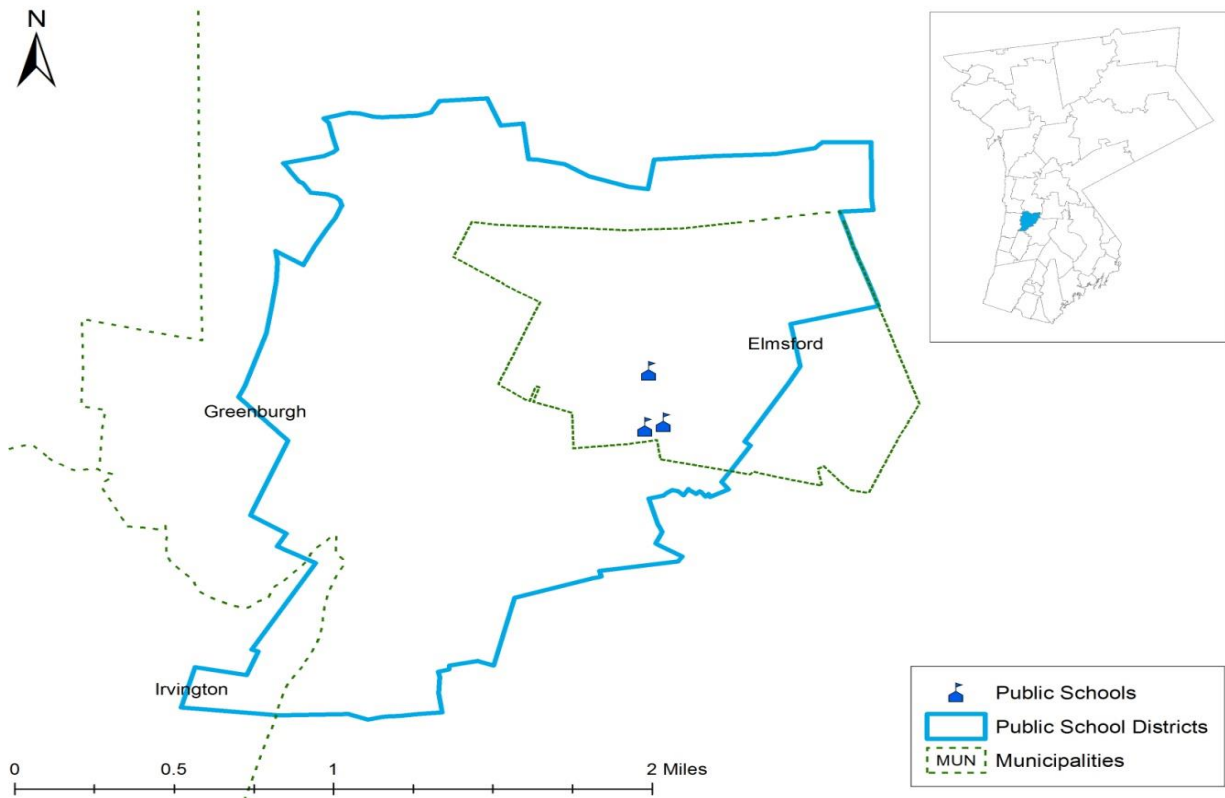 N
Elmsford
Greenburgh
Irvington
0 0.5 1 2 Miles
Public Schools
Public School Districts
MUN Municipalities